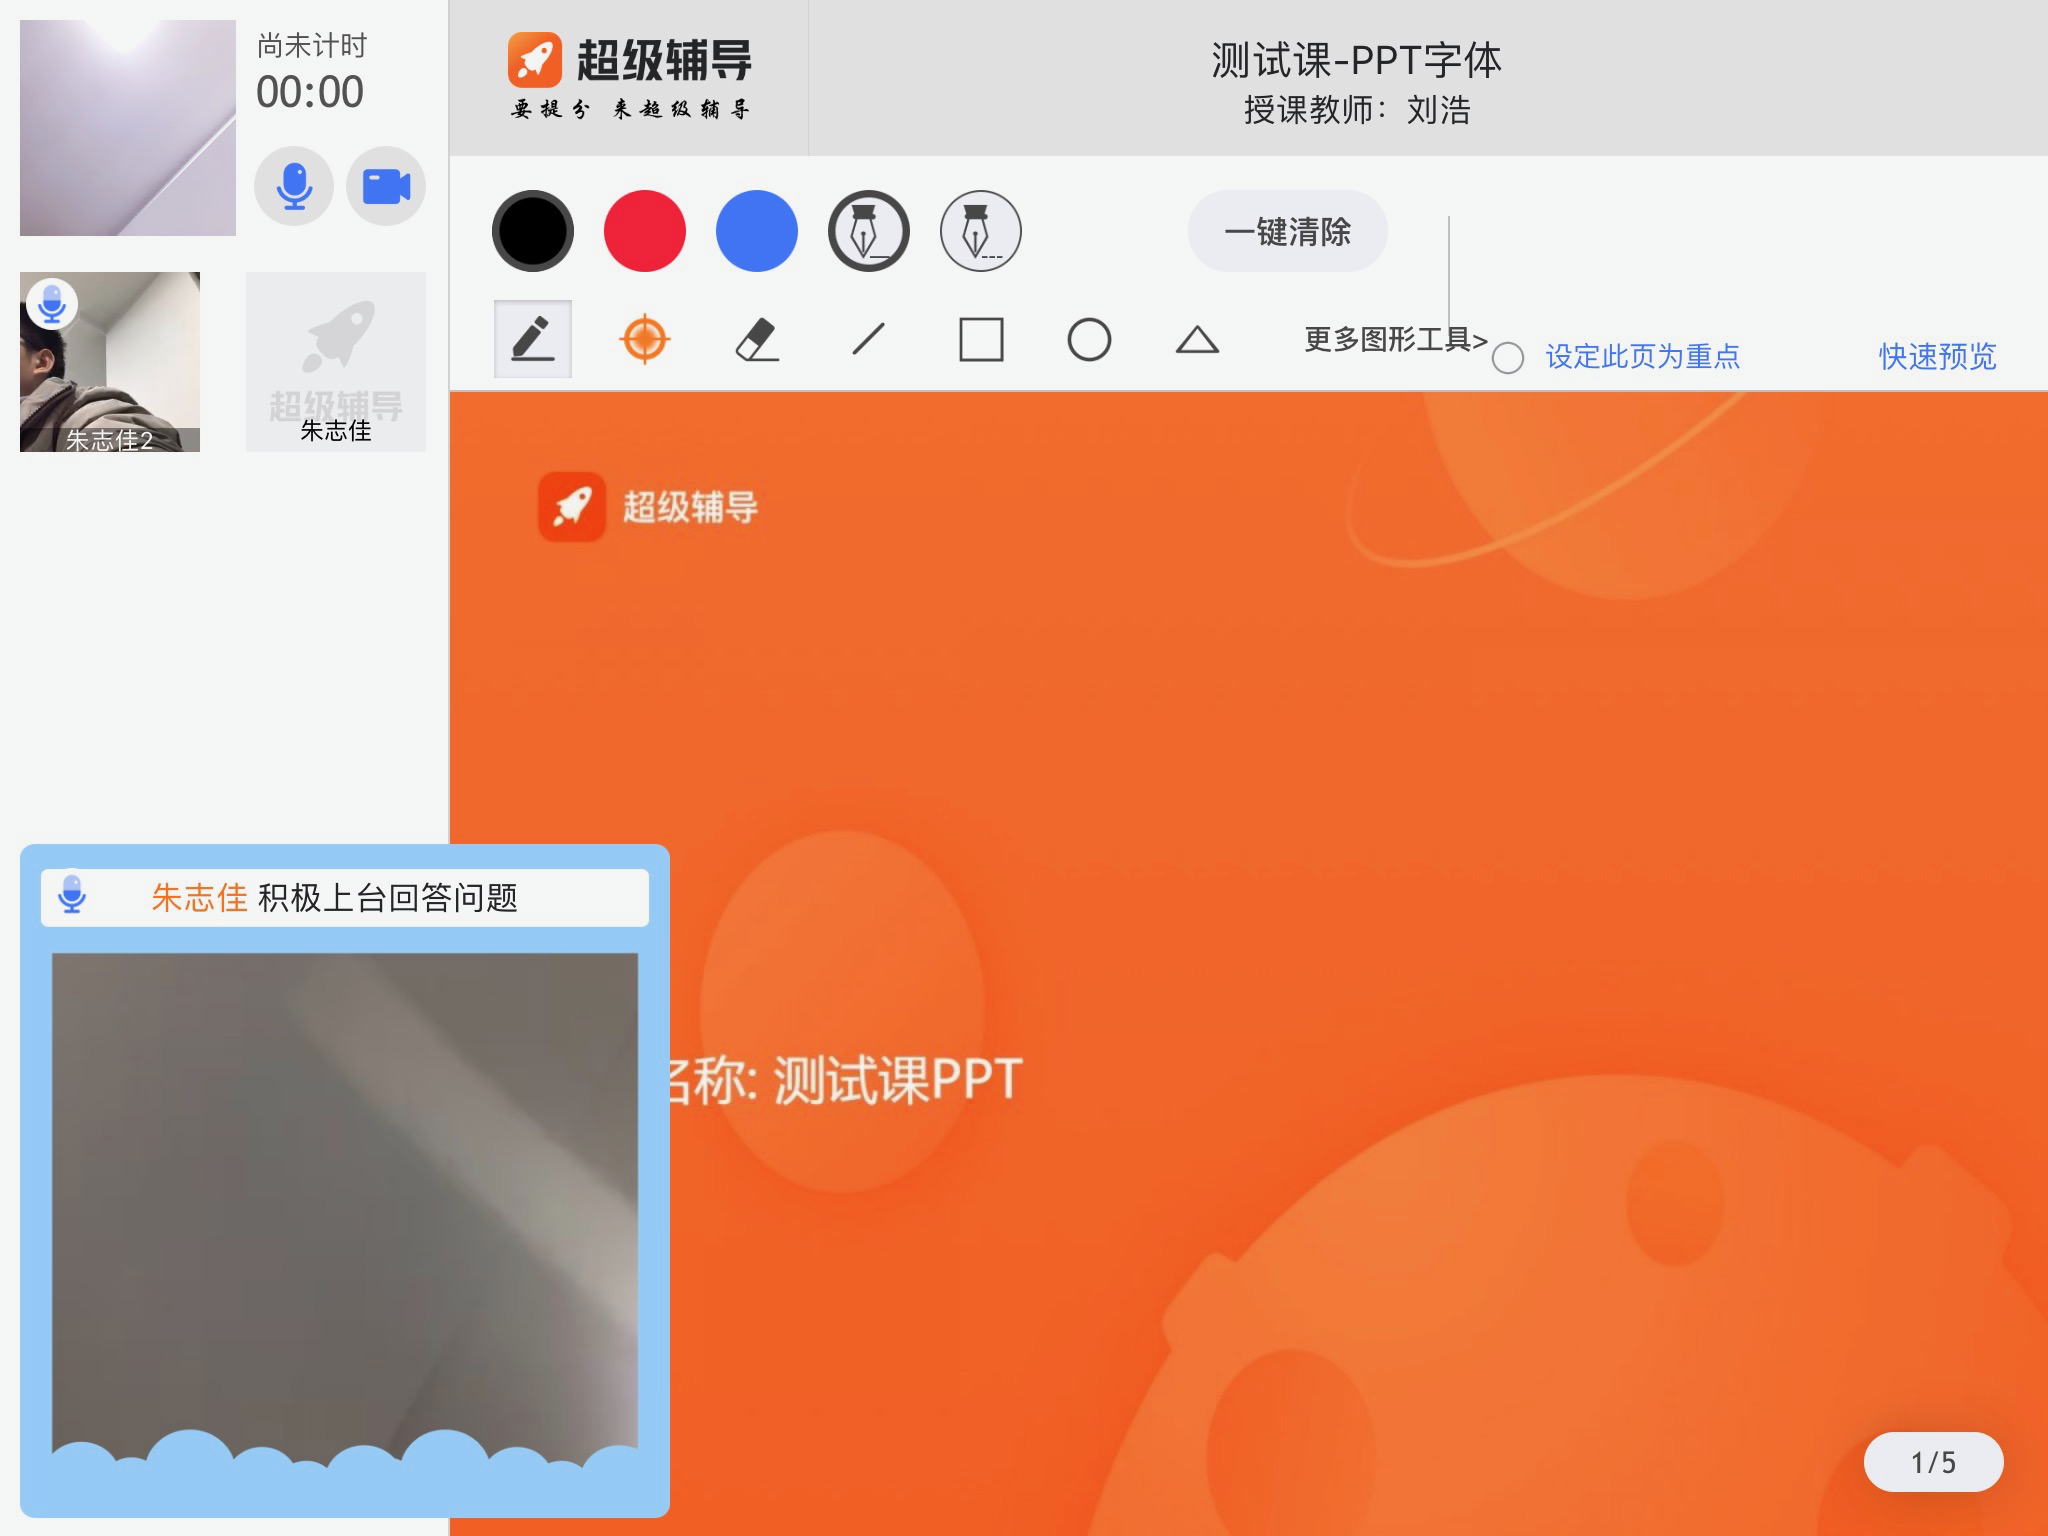 尚未计时
00:00
超级辅导
要提分 来超级辅导
测试课-PPT字体
授课教师：刘浩
一键清除
更多图形工具>
设定此页为重点
快速预览
朱志佳2
超级辅导
朱志佳
超级辅导
朱志佳 积极上台回答问题
名称: 测试课PPT
1/5